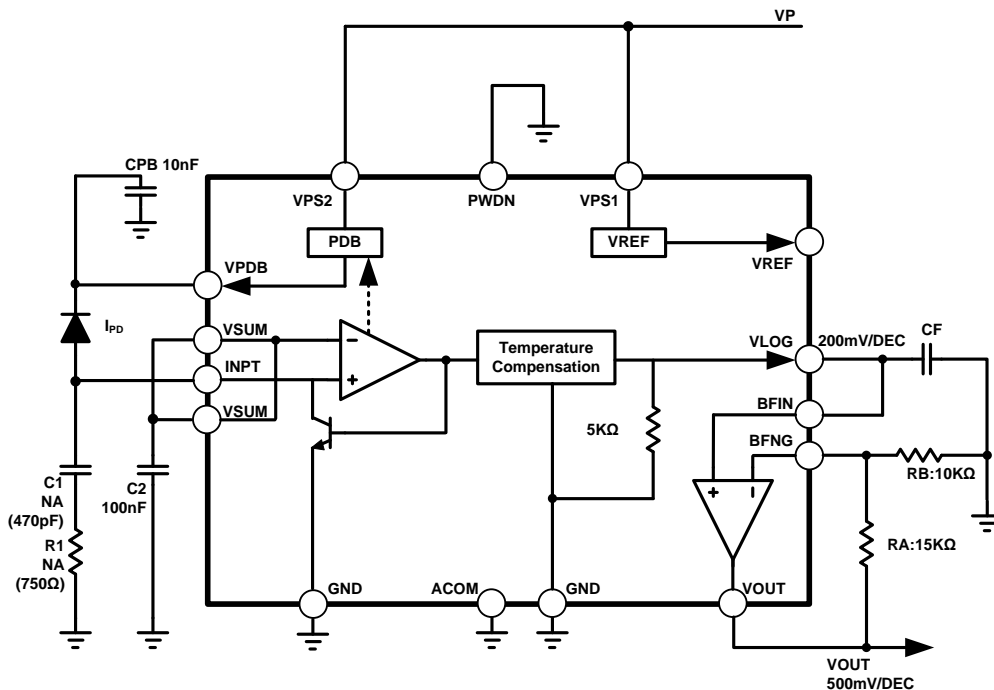 VP
CPB 10nF
VPS2
PWDN
VPS1
PDB
VREF
VREF
VPDB
IPD
VSUM
INPT
VSUM
−
+
Temperature
Compensation
VLOG
200mV/DEC
CF
BFIN
BFNG
5KΩ
RB:10KΩ
+
−
C1
NA
(470pF)
C2
100nF
R1
NA
(750Ω)
RA:15KΩ
GND
ACOM
GND
VOUT
VOUT
500mV/DEC